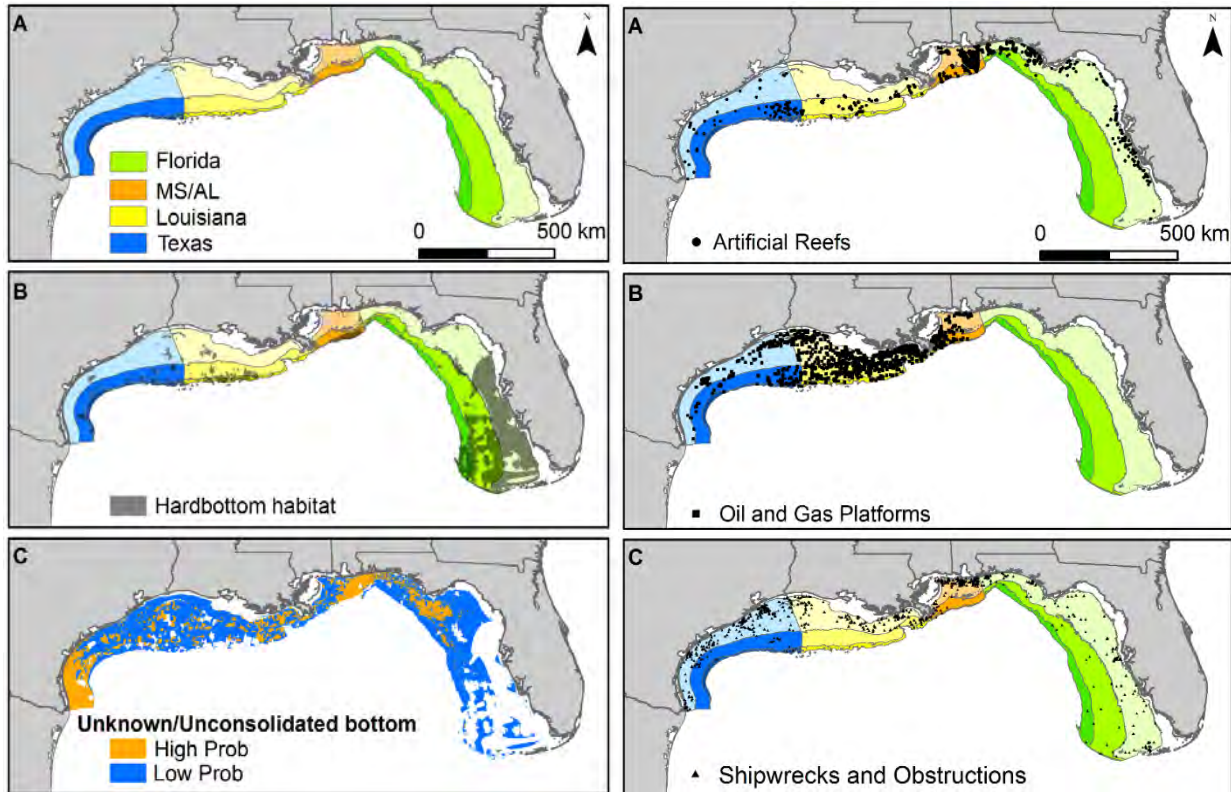 A
N
Florida
MS/AL
Louisiana
Texas
0 500 km
B
Hardbottom habitat
C
Unknown/Unconsolidated bottom
High Prob
Low Prob
A
N
Artificial Reefs
0 500 km
B
Oil and Gas Platforms
C
Shipwrecks and Obstructions